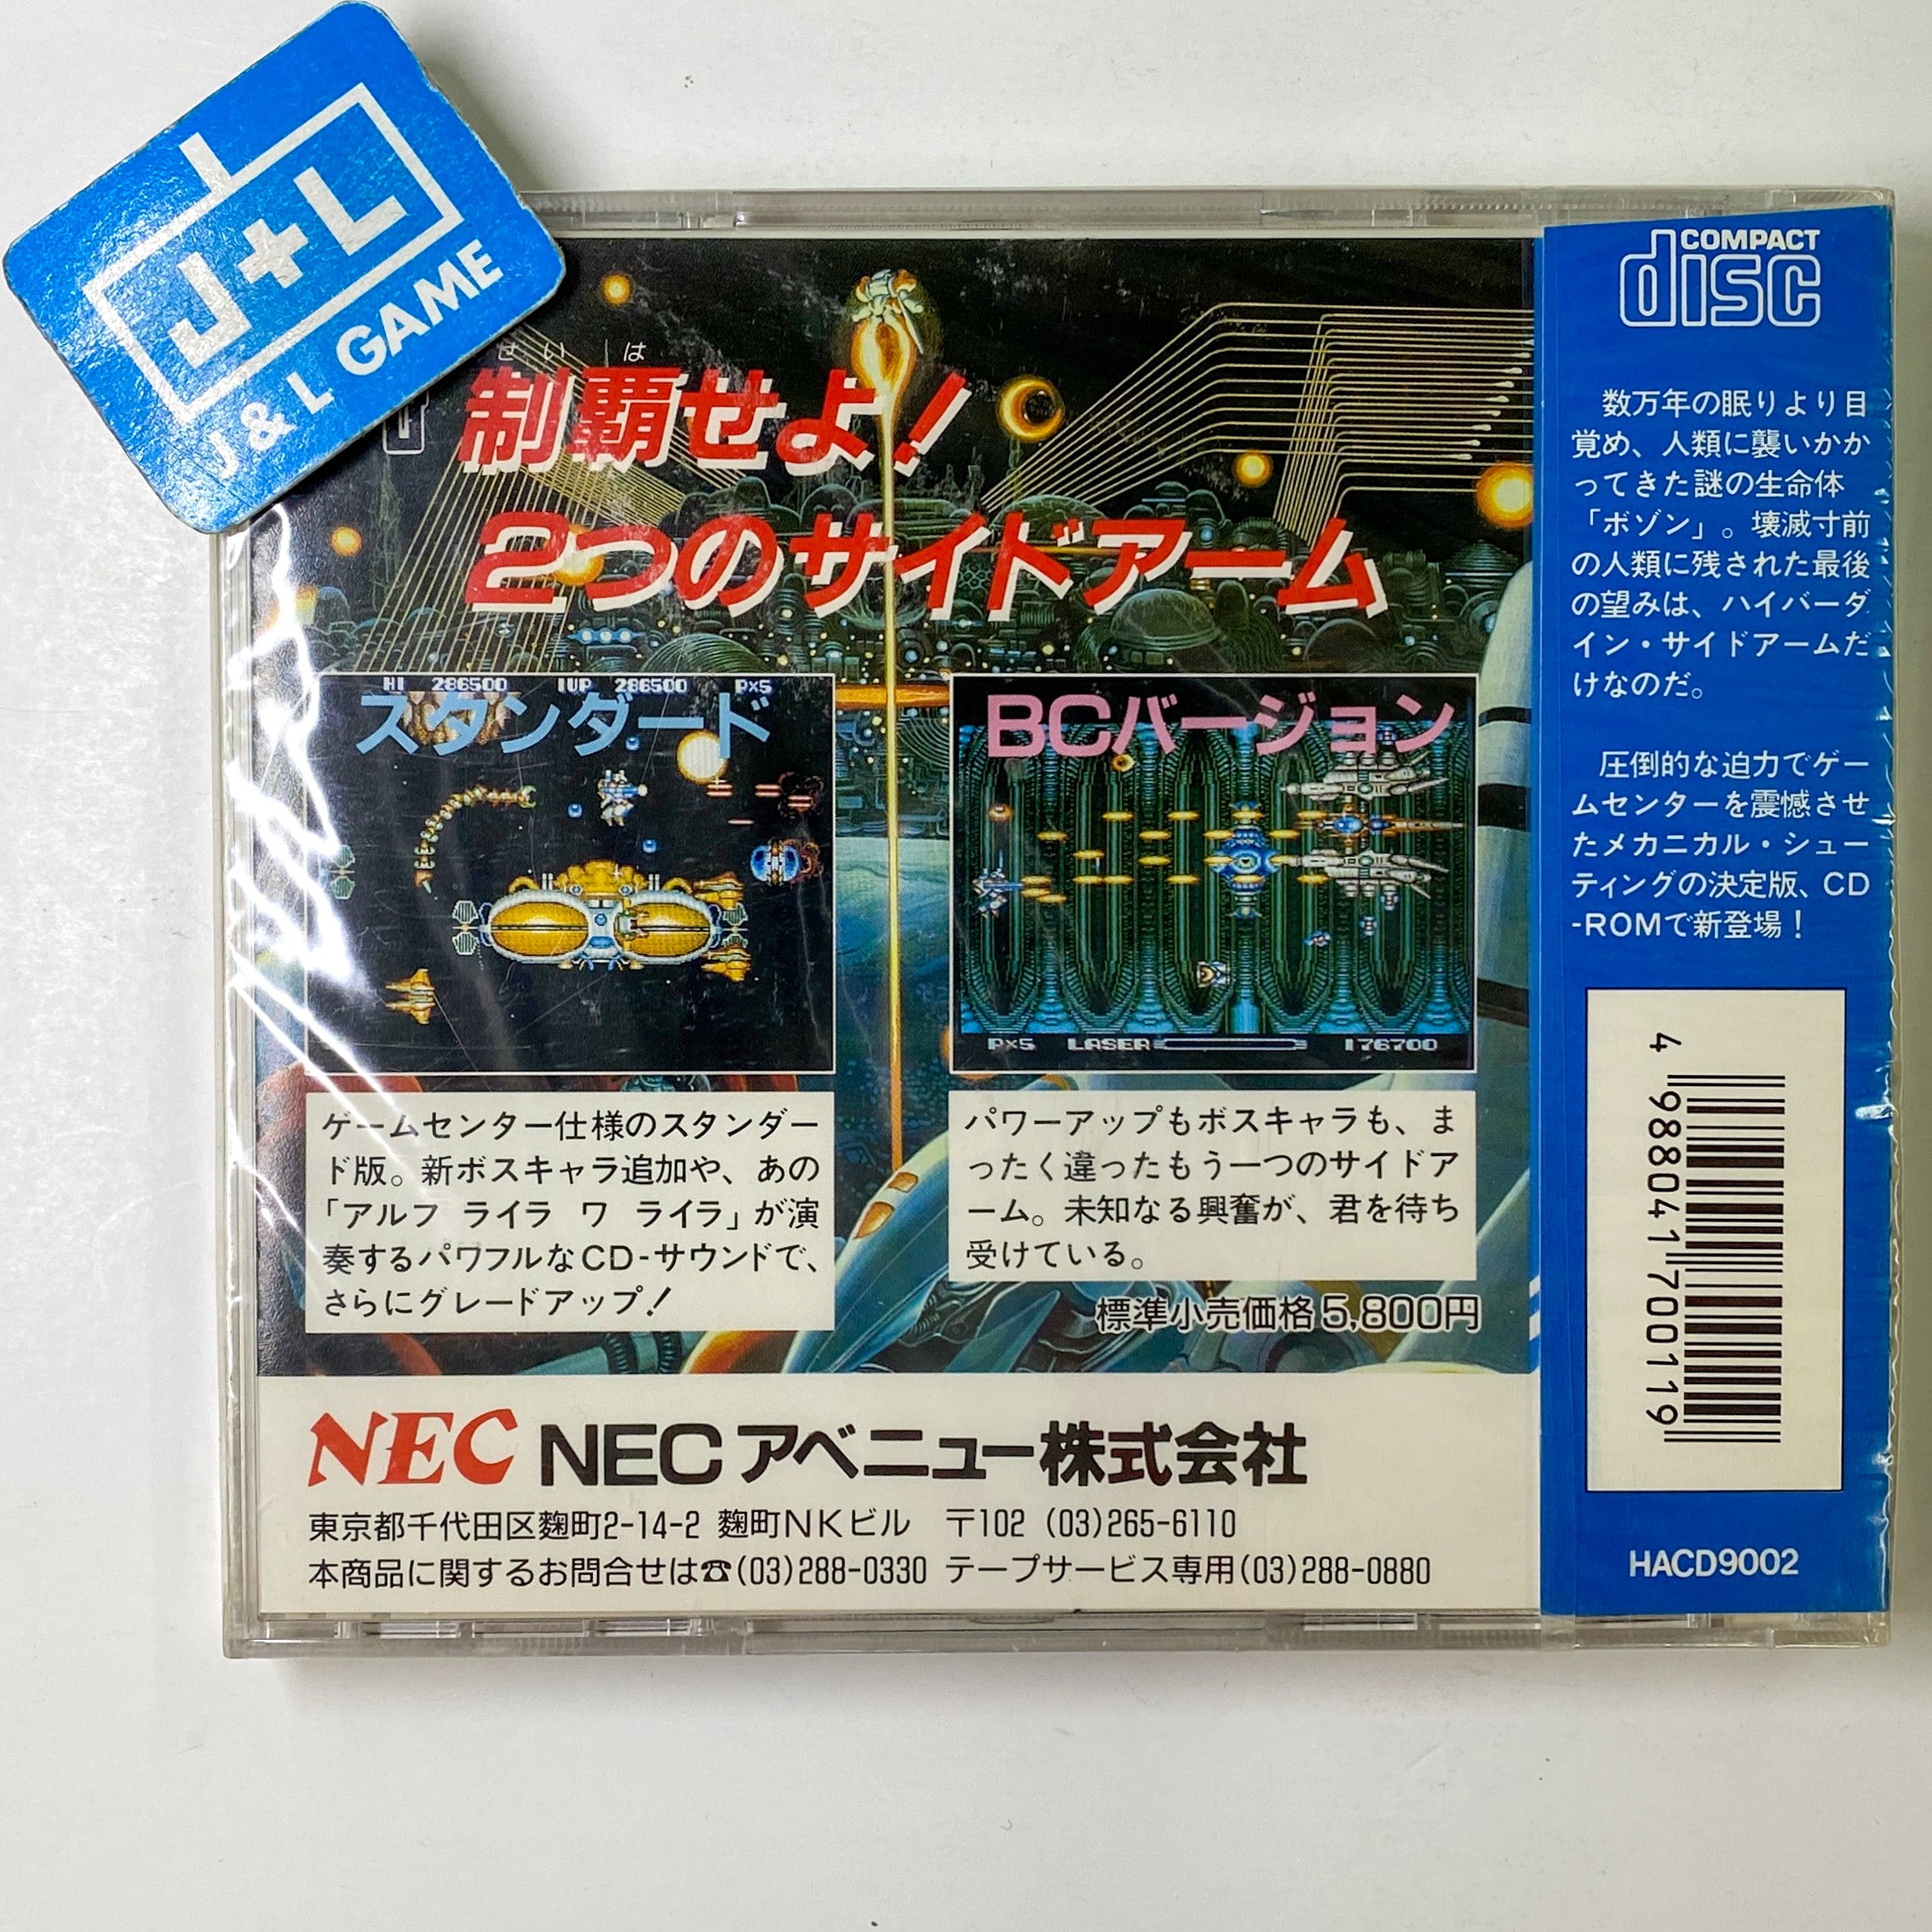 J+L
J & L GAME
せいは
制覇せよ！
2つのサイドアーム
HI 286500 1UP 286500 P×5
スタンダード
BCバージョン
P×5 LASER 176700
ゲームセンター仕様のスタンダー
ド版。新ボスキャラ追加や、あの
「アルフ ライラ ワ ライラ」が演
奏するパワフルなCD-サウンドで、
さらにグレードアップ！
パワーアップもボスキャラも、ま
ったく違ったもう一つのサイドア
ーム。未知なる興奮が、君を待ち
受けている。
標準小売価格5,800円
NEC NECアベニュー株式会社
東京都千代田区麹町2-14-2 麹町NKビル 〒102 (03)265-6110
本商品に関するお問合せは☎(03)288-0330 テープサービス専用(03)288-0880
COMPACT
disc
数万年の眠りより目
覚め、人類に襲いかか
ってきた謎の生命体
「ボゾン」。壊滅寸前
の人類に残された最後
の望みは、ハイパーダ
イン・サイドアームだ
けなのだ。
圧倒的な迫力でゲー
ムセンターを震憾させ
たメカニカル・シュー
ティングの決定版、CD
-ROMで新登場！
4 988041 700119
HACD9002